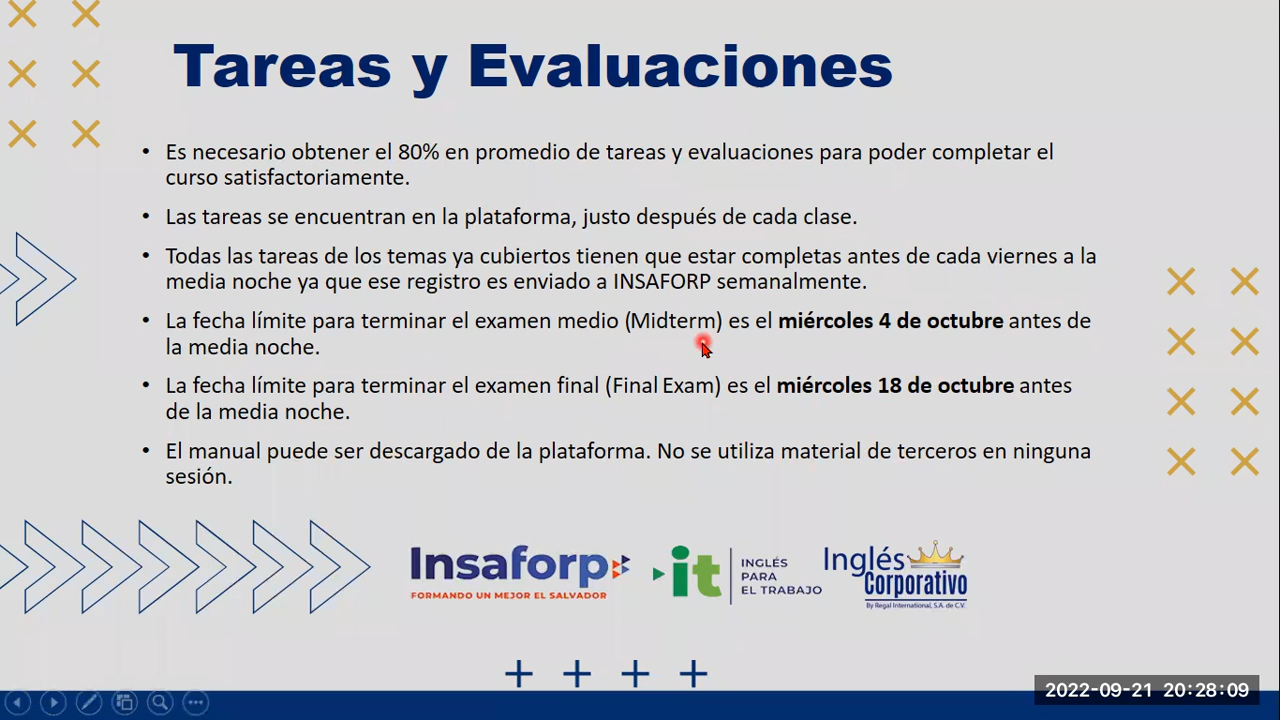 Tareas y Evaluaciones
• Es necesario obtener el 80% en promedio de tareas y evaluaciones para poder completar el
curso satisfactoriamente.
• Las tareas se encuentran en la plataforma, justo después de cada clase.
• Todas las tareas de los temas ya cubiertos tienen que estar completas antes de cada viernes a la
media noche ya que ese registro es enviado a INSAFORP semanalmente.
• La fecha límite para terminar el examen medio (Midterm) es el miércoles 4 de octubre antes de
la media noche.
• La fecha límite para terminar el examen final (Final Exam) es el miércoles 18 de octubre antes
de la media noche.
• El manual puede ser descargado de la plataforma. No se utiliza material de terceros en ninguna
sesión.
Insaforp
FORMANDO UN MEJOR EL SALVADOR
it
INGLÉS
PARA
EL TRABAJO
Inglés
Corporativo
By Regal International, S.A. de C.V.
2022-09-21 20:28:09